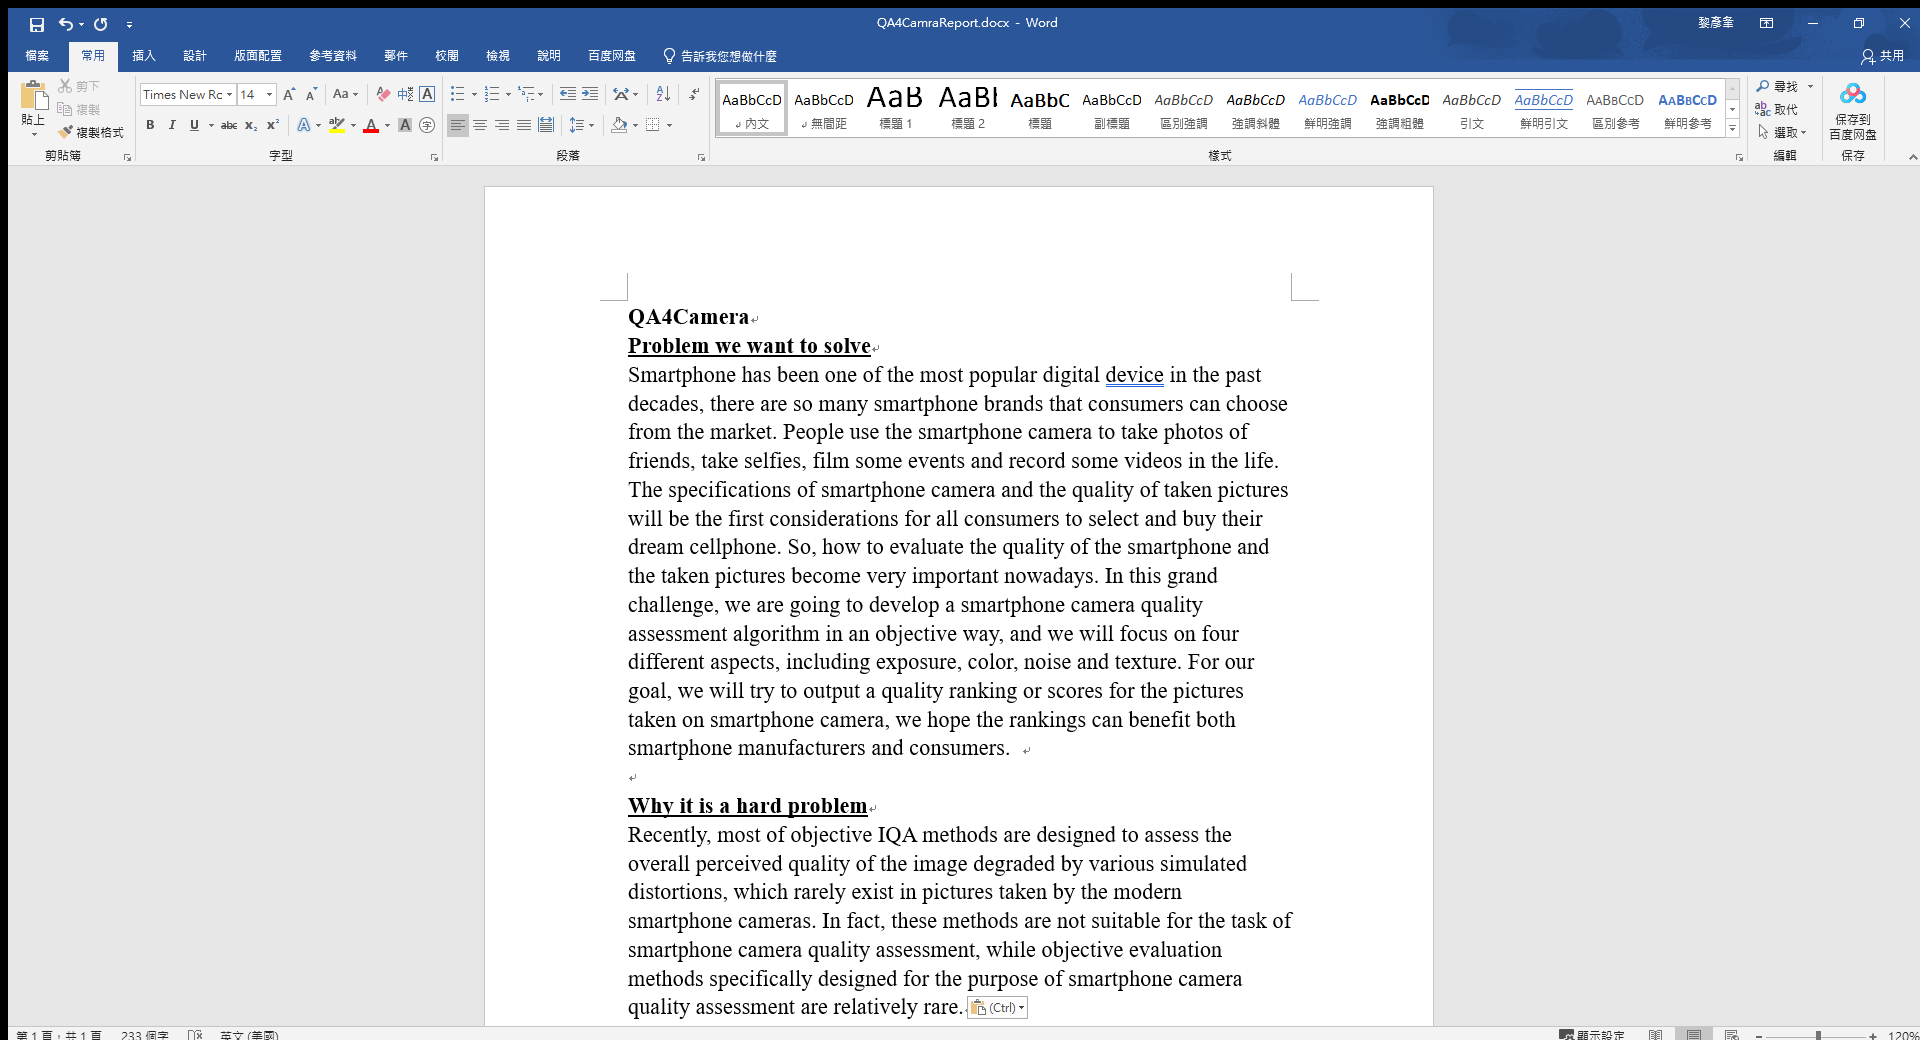 QA4CamraReport.docx - Word
黎彥夆
檔案 常用 插入 設計 版面配置 參考資料 郵件 校閱 檢視 說明 百度网盘 告訴我您想做什麼 共用
貼上
剪下
複製
複製格式
剪貼簿
Times New Rc 14 A A Aa 中 A
B I U abc x₂ x² A ab A A 字
字型
段落
AaBbCcD AaBbCcD AaB AaBl AaBbC AaBbCcD AaBbCcD AaBbCcD AaBbCcD AaBbCcD AaBbCcD AaBbCcD AaBbCcD AaBbCcD
內文 無間距 標題 1 標題 2 標題 副標題 區別強調 強調斜體 鮮明強調 強調粗體 引文 鮮明引文 區別參考 鮮明參考
樣式
尋找
取代
選取
編輯
保存到
百度网盘
保存
QA4Camera
Problem we want to solve
Smartphone has been one of the most popular digital device in the past
decades, there are so many smartphone brands that consumers can choose
from the market. People use the smartphone camera to take photos of
friends, take selfies, film some events and record some videos in the life.
The specifications of smartphone camera and the quality of taken pictures
will be the first considerations for all consumers to select and buy their
dream cellphone. So, how to evaluate the quality of the smartphone and
the taken pictures become very important nowadays. In this grand
challenge, we are going to develop a smartphone camera quality
assessment algorithm in an objective way, and we will focus on four
different aspects, including exposure, color, noise and texture. For our
goal, we will try to output a quality ranking or scores for the pictures
taken on smartphone camera, we hope the rankings can benefit both
smartphone manufacturers and consumers.
Why it is a hard problem
Recently, most of objective IQA methods are designed to assess the
overall perceived quality of the image degraded by various simulated
distortions, which rarely exist in pictures taken by the modern
smartphone cameras. In fact, these methods are not suitable for the task of
smartphone camera quality assessment, while objective evaluation
methods specifically designed for the purpose of smartphone camera
quality assessment are relatively rare. (Ctrl)
第 1 頁，共 1 頁 233 個字 英文 (美國) 顯示設定 120%